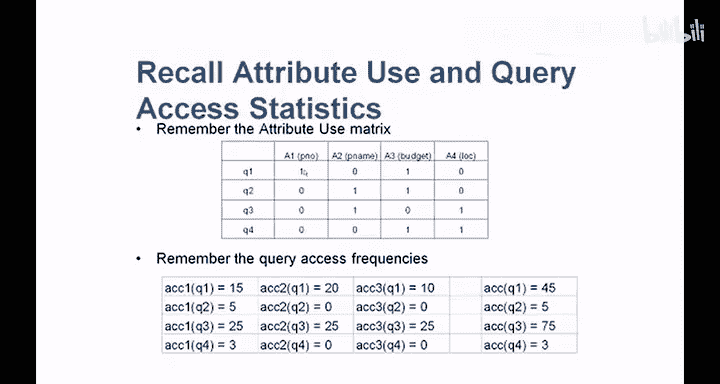 bilibili
Recall Attribute Use and Query
Access Statistics
• Remember the Attribute Use matrix
A1 (pno) A2 (pname) A3 (budget) A4 (loc)
q1 1 0 1 0
q2 0 1 1 0
q3 0 1 0 1
q4 0 0 1 1
• Remember the query access frequencies
acc1(q1) = 15 acc2(q1) = 20 acc3(q1) = 10 acc(q1) = 45
acc1(q2) = 5 acc2(q2) = 0 acc3(q2) = 0 acc(q2) = 5
acc1(q3) = 25 acc2(q3) = 25 acc3(q3) = 25 acc(q3) = 75
acc1(q4) = 3 acc2(q4) = 0 acc3(q4) = 0 acc(q4) = 3